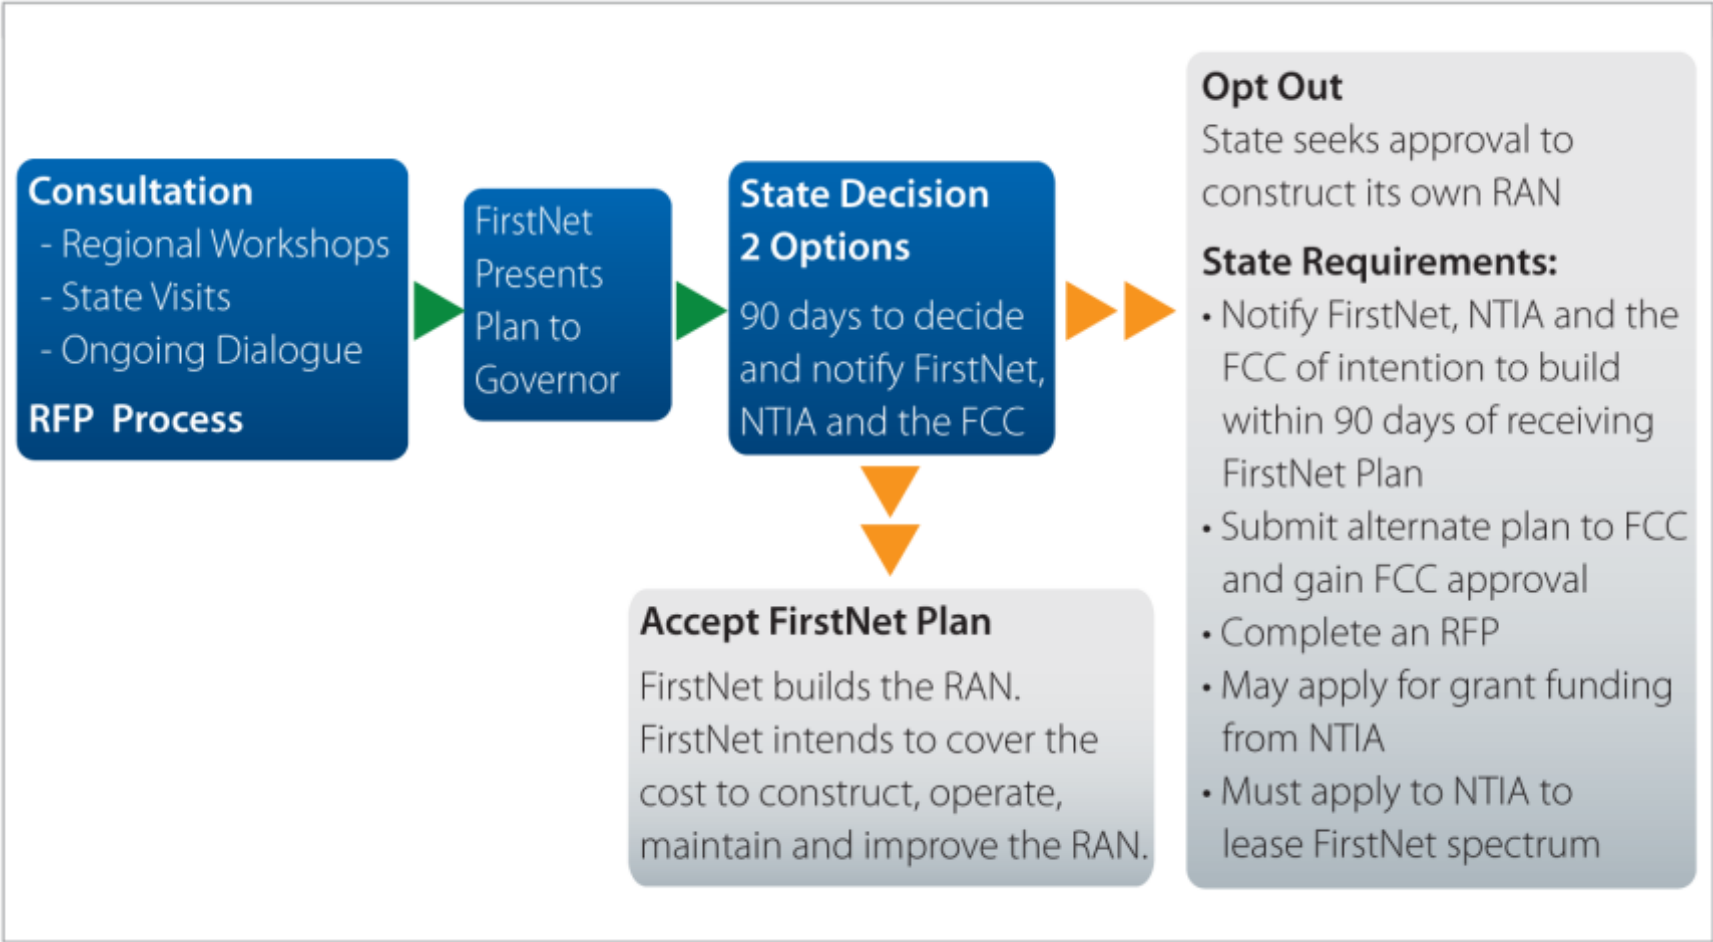 Consultation
- Regional Workshops
- State Visits
- Ongoing Dialogue
RFP Process
FirstNet
Presents
Plan to
Governor
State Decision
2 Options
90 days to decide
and notify FirstNet,
NTIA and the FCC
Accept FirstNet Plan
FirstNet builds the RAN.
FirstNet intends to cover the
cost to construct, operate,
maintain and improve the RAN.
Opt Out
State seeks approval to
construct its own RAN
State Requirements:
• Notify FirstNet, NTIA and the
FCC of intention to build
within 90 days of receiving
FirstNet Plan
• Submit alternate plan to FCC
and gain FCC approval
• Complete an RFP
• May apply for grant funding
from NTIA
• Must apply to NTIA to
lease FirstNet spectrum